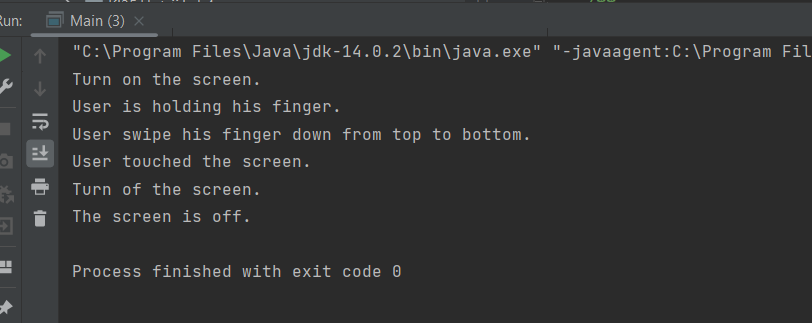 Run: Main (3) ×
"C:\Program Files\Java\jdk-14.0.2\bin\java.exe" "-javaagent:C:\Program Fil
Turn on the screen.
User is holding his finger.
User swipe his finger down from top to bottom.
User touched the screen.
Turn of the screen.
The screen is off.
Process finished with exit code 0